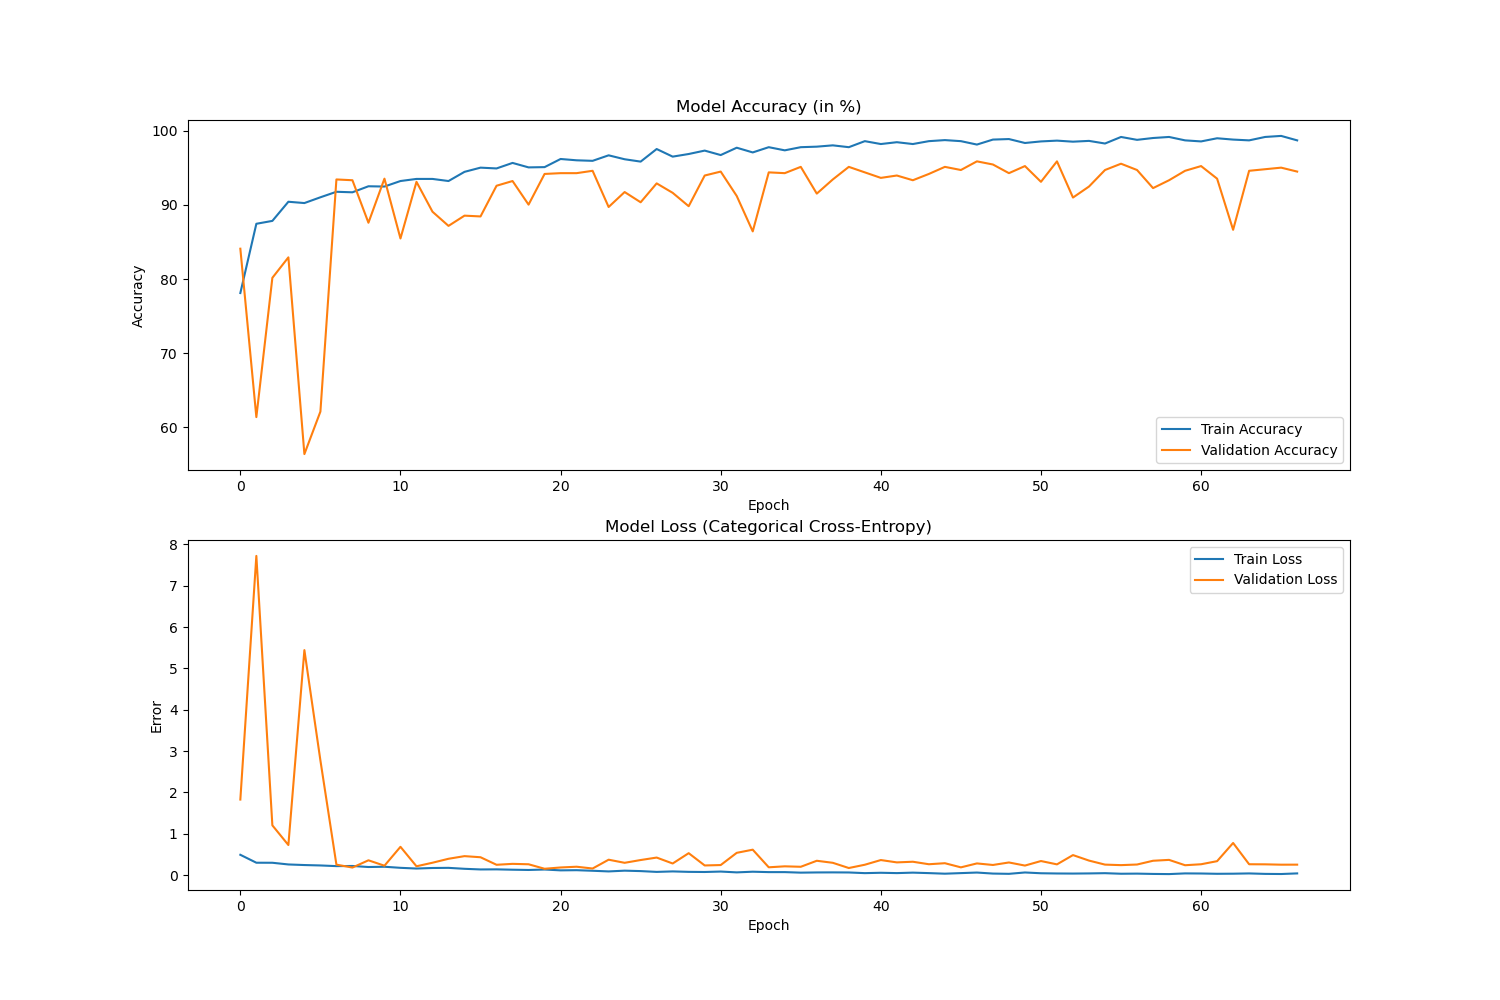 Model Accuracy (in %)
100
90
80
70
60
Accuracy
Train Accuracy
Validation Accuracy
0 10 20 30 40 50 60
Epoch
Model Loss (Categorical Cross-Entropy)
8
7
6
5
4
3
2
1
0
Error
Train Loss
Validation Loss
0 10 20 30 40 50 60
Epoch